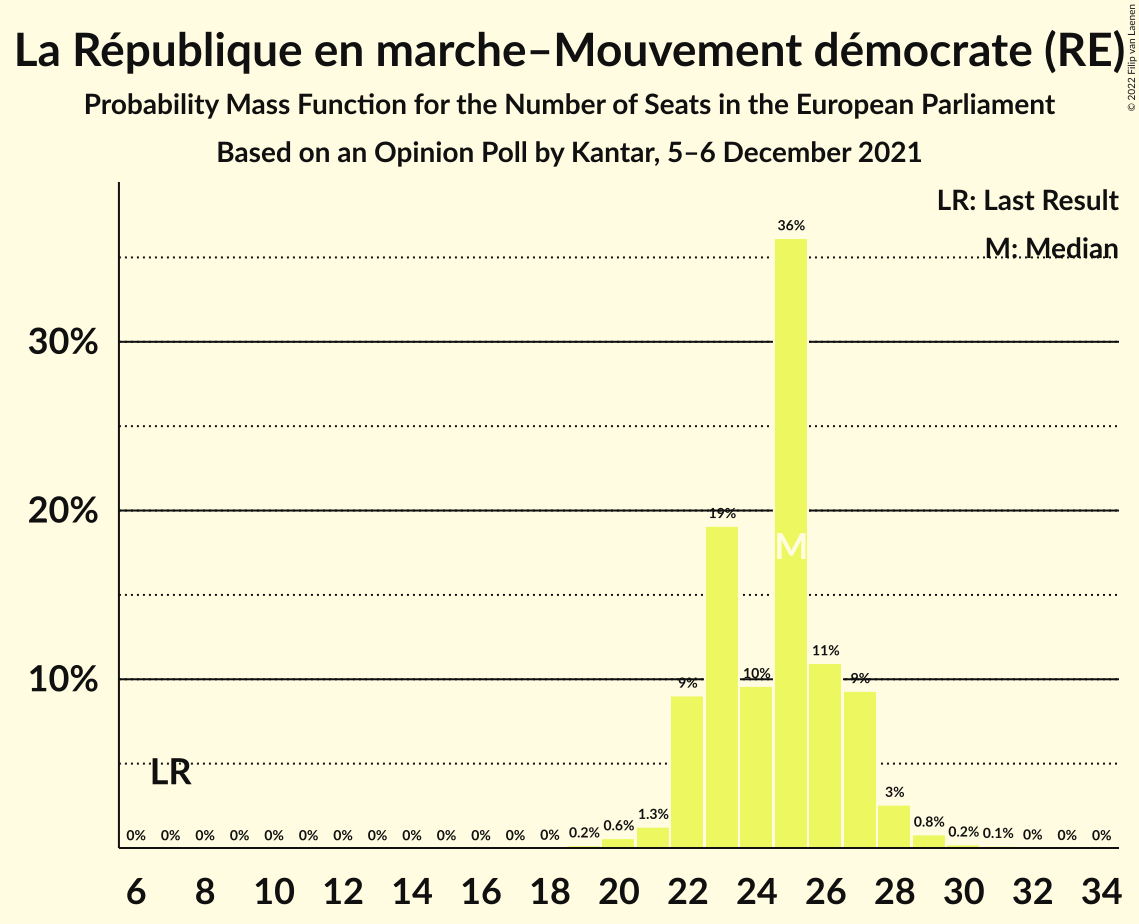 La République en marche–Mouvement démocrate (RE)
© 2022 Filip van Laenen
Probability Mass Function for the Number of Seats in the European Parliament
Based on an Opinion Poll by Kantar, 5–6 December 2021
LR: Last Result
M: Median
36%
30%
20%
19%
M
11%
10%
10%
9%
9%
LR
3%
1.3%
0.8%
0% 0% 0% 0% 0% 0% 0% 0% 0% 0% 0% 0% 0% 0.2% 0.6% 0.2% 0.1% 0% 0% 0%
6 8 10 12 14 16 18 20 22 24 26 28 30 32 34